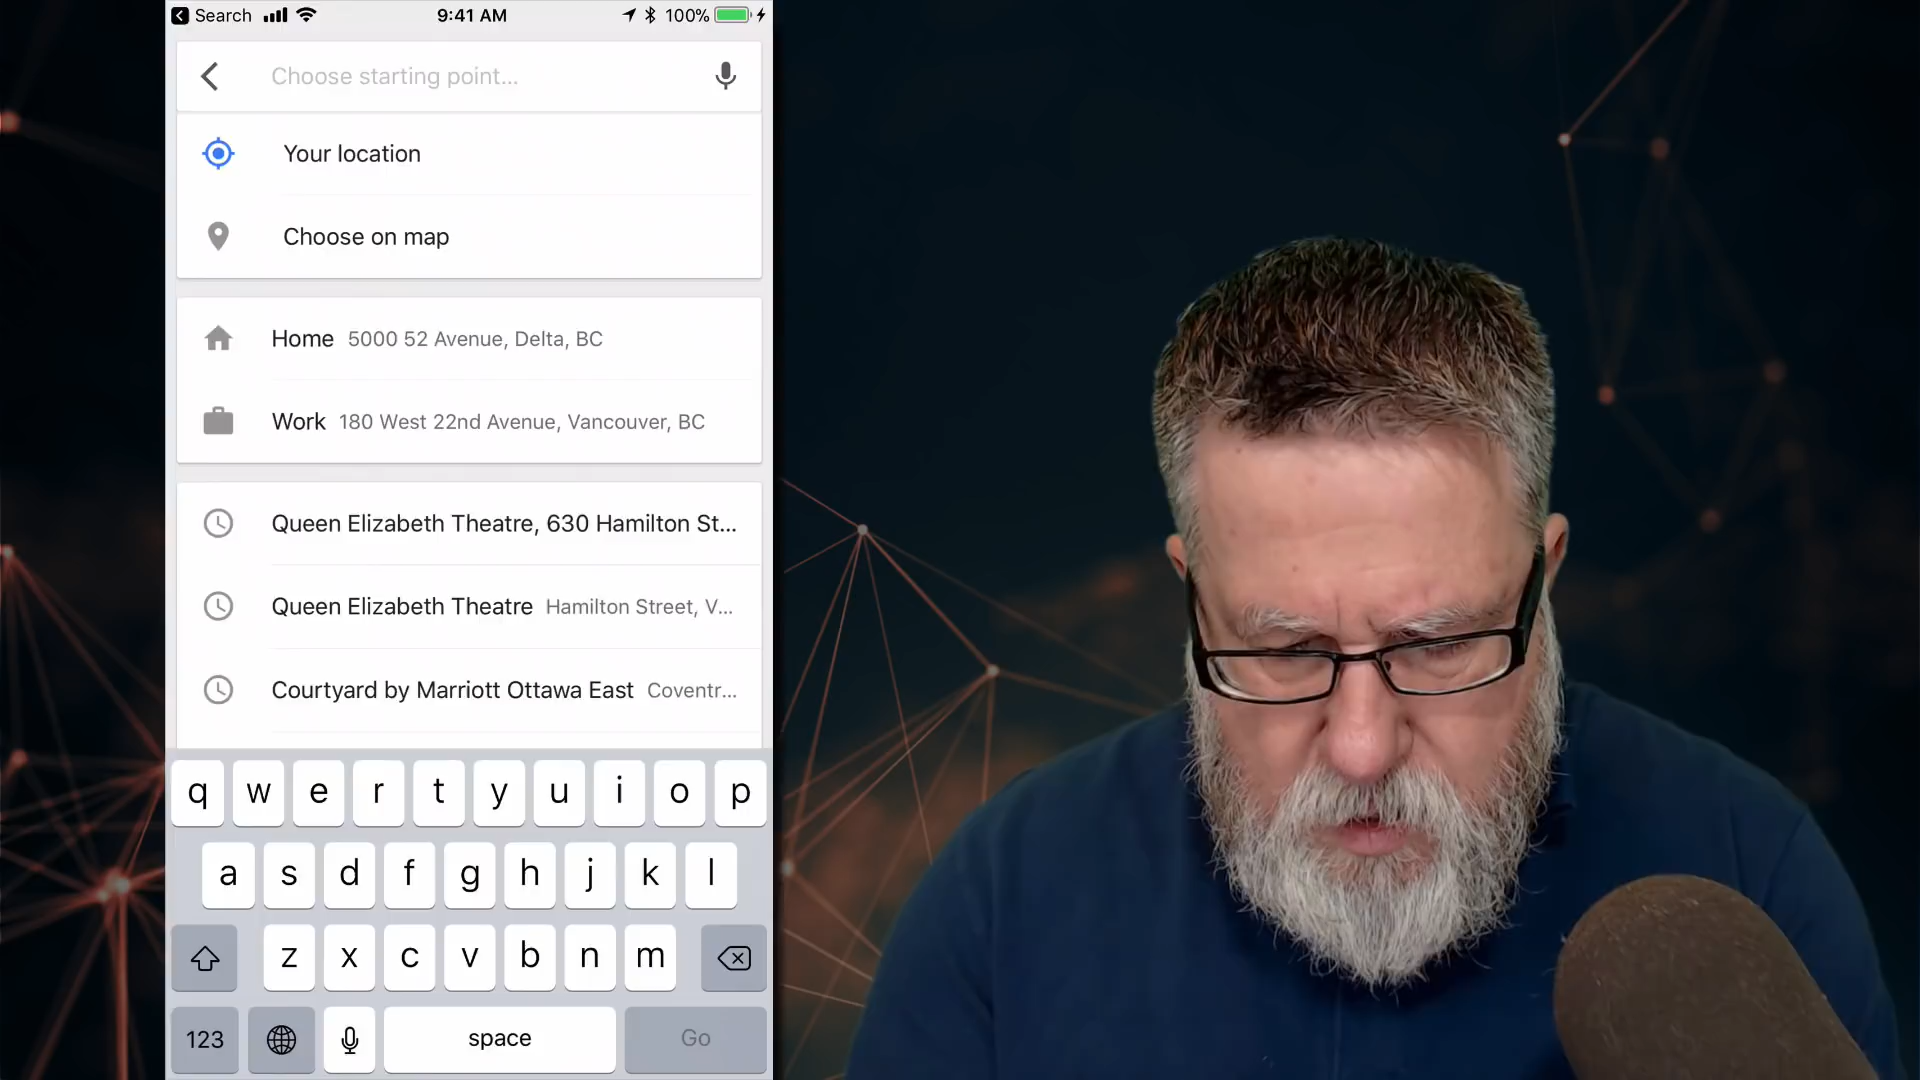 Search 9:41 AM 100%
Choose starting point...
Your location
Choose on map
Home 5000 52 Avenue, Delta, BC
Work 180 West 22nd Avenue, Vancouver, BC
Queen Elizabeth Theatre, 630 Hamilton St...
Queen Elizabeth Theatre Hamilton Street, V...
Courtyard by Marriott Ottawa East Coventr...
q w e r t y u i o p
a s d f g h j k l
z x c v b n m
123 space Go